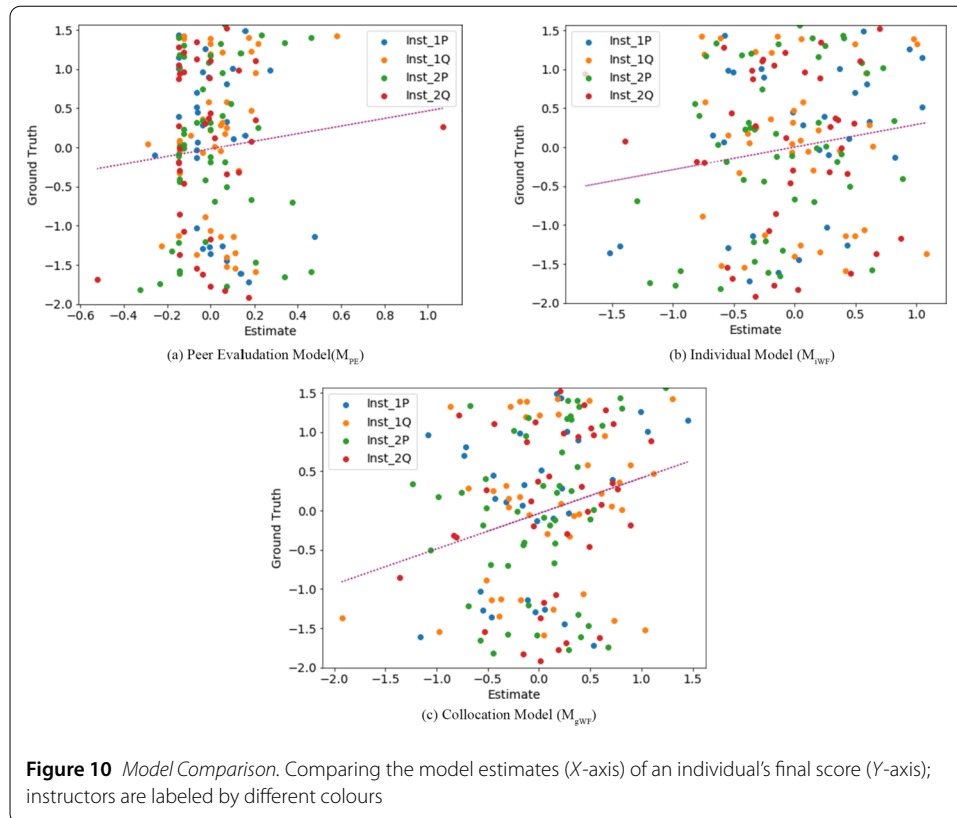 1.5
1.0
0.5
0.0
−0.5
−1.0
−1.5
−2.0
Ground Truth
Inst_1P
Inst_1Q
Inst_2P
Inst_2Q
−0.6 −0.4 −0.2 0.0 0.2 0.4 0.6 0.8 1.0
Estimate
(a) Peer Evaludation Model(M_PE)
1.5
1.0
0.5
0.0
−0.5
−1.0
−1.5
−2.0
Ground Truth
Inst_1P
Inst_1Q
Inst_2P
Inst_2Q
−1.5 −1.0 −0.5 0.0 0.5 1.0
Estimate
(b) Individual Model (M_iWF)
1.5
1.0
0.5
0.0
−0.5
−1.0
−1.5
−2.0
Ground Truth
Inst_1P
Inst_1Q
Inst_2P
Inst_2Q
−2.0 −1.5 −1.0 −0.5 0.0 0.5 1.0 1.5
Estimate
(c) Collocation Model (M_gWF)
Figure 10 Model Comparison. Comparing the model estimates (X-axis) of an individual's final score (Y-axis);
instructors are labeled by different colours